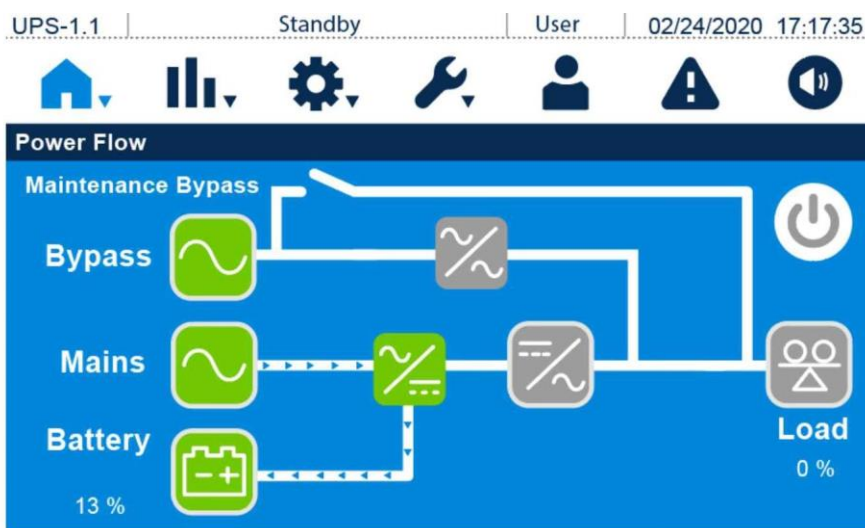 UPS-1.1 Standby User 02/24/2020 17:17:35
Power Flow
Maintenance Bypass
Bypass
Mains
Battery
13 %
Load
0 %